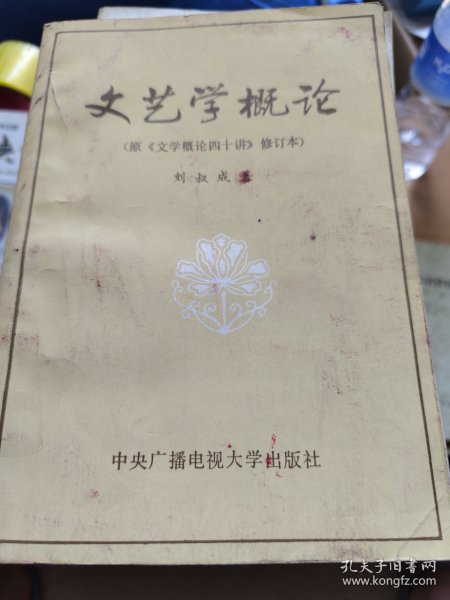 文艺学概论
（原《文学概论四十讲》修订本）
刘叔成 著
中央广播电视大学出版社
孔夫子旧书网
www.kongfz.com